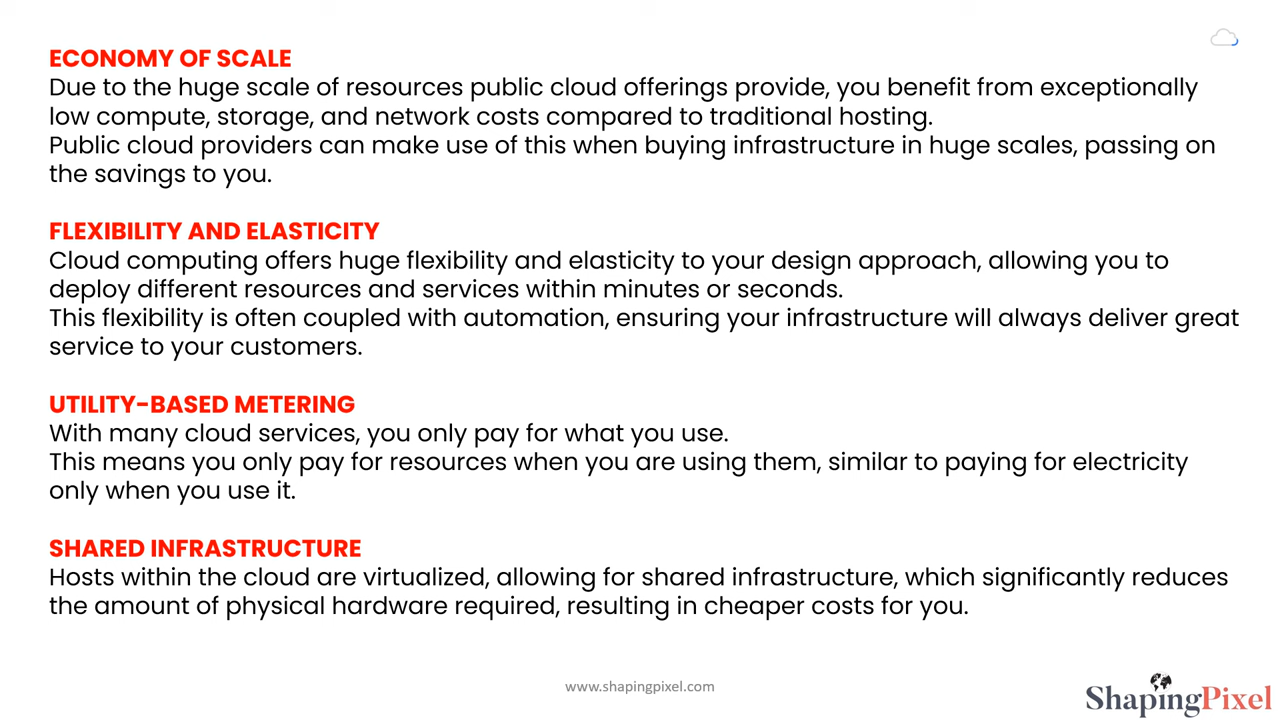 ECONOMY OF SCALE
Due to the huge scale of resources public cloud offerings provide, you benefit from exceptionally
low compute, storage, and network costs compared to traditional hosting.
Public cloud providers can make use of this when buying infrastructure in huge scales, passing on
the savings to you.
FLEXIBILITY AND ELASTICITY
Cloud computing offers huge flexibility and elasticity to your design approach, allowing you to
deploy different resources and services within minutes or seconds.
This flexibility is often coupled with automation, ensuring your infrastructure will always deliver great
service to your customers.
UTILITY-BASED METERING
With many cloud services, you only pay for what you use.
This means you only pay for resources when you are using them, similar to paying for electricity
only when you use it.
SHARED INFRASTRUCTURE
Hosts within the cloud are virtualized, allowing for shared infrastructure, which significantly reduces
the amount of physical hardware required, resulting in cheaper costs for you.
www.shapingpixel.com
ShapingPixel